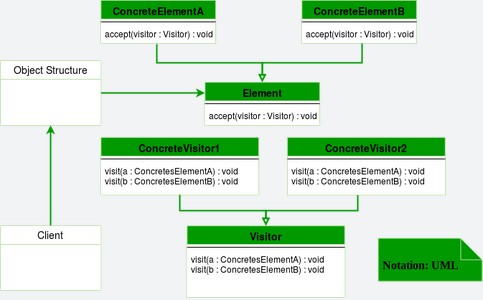 ConcreteElementA
accept(visitor : Visitor) : void
ConcreteElementB
accept(visitor : Visitor) : void
Object Structure
Element
accept(visitor : Visitor) : void
ConcreteVisitor1
visit(a : ConcretesElementA) : void
visit(b : ConcretesElementB) : void
ConcreteVisitor2
visit(a : ConcretesElementA) : void
visit(b : ConcretesElementB) : void
Client
Visitor
visit(a : ConcretesElementA) : void
visit(b : ConcretesElementB) : void
Notation: UML